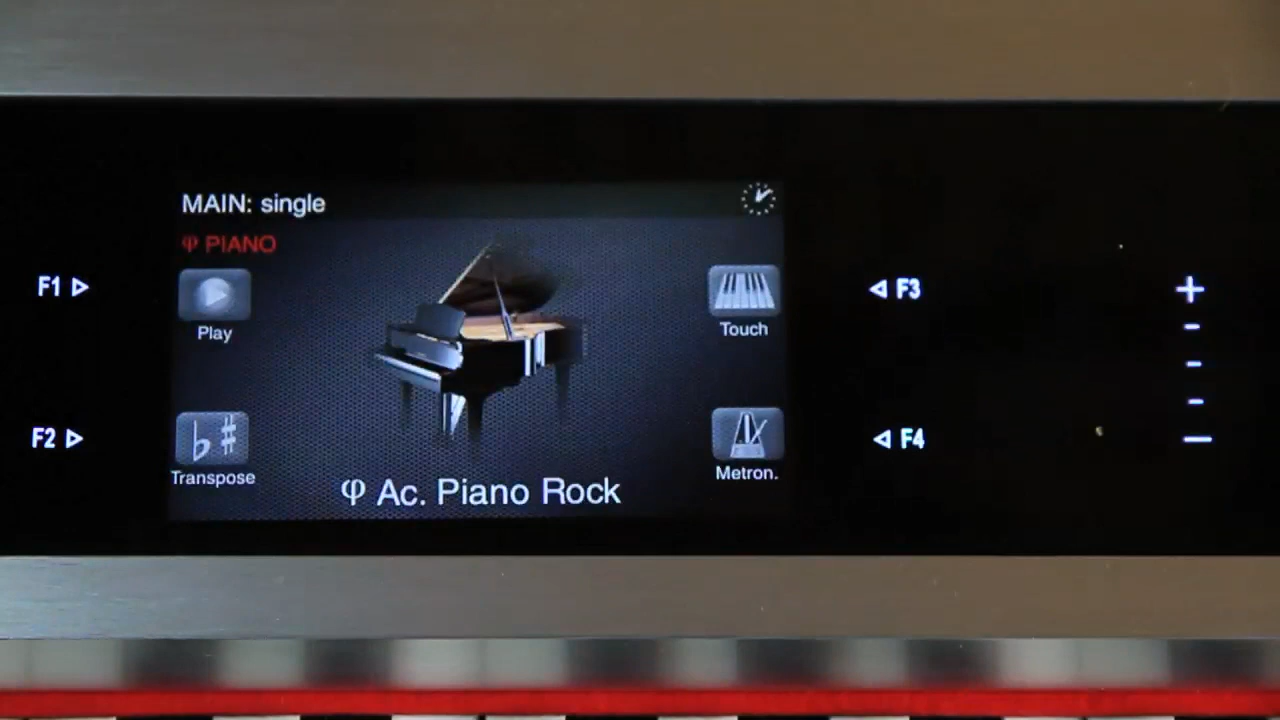 MAIN: single
φ PIANO
F1 ▷
Play
Touch
◁ F3
+
F2 ▷
Transpose
Metron.
◁ F4
−
φ Ac. Piano Rock